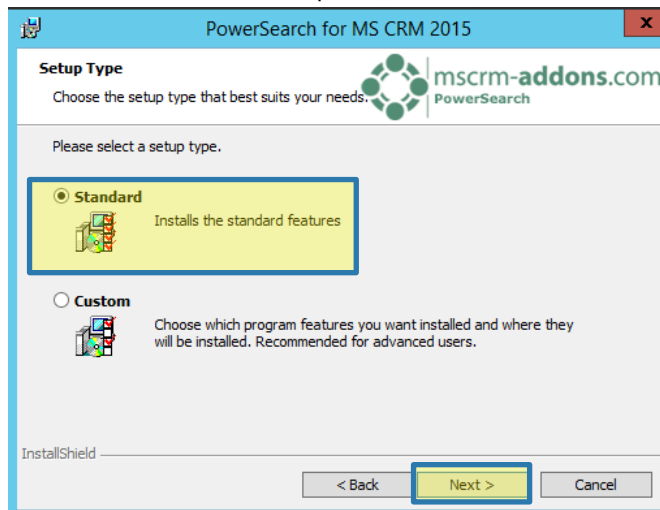 PowerSearch for MS CRM 2015
x
Setup Type
Choose the setup type that best suits your needs.
mscrm-addons.com
PowerSearch
Please select a setup type.
Standard
Installs the standard features
Custom
Choose which program features you want installed and where they
will be installed. Recommended for advanced users.
InstallShield
< Back Next > Cancel